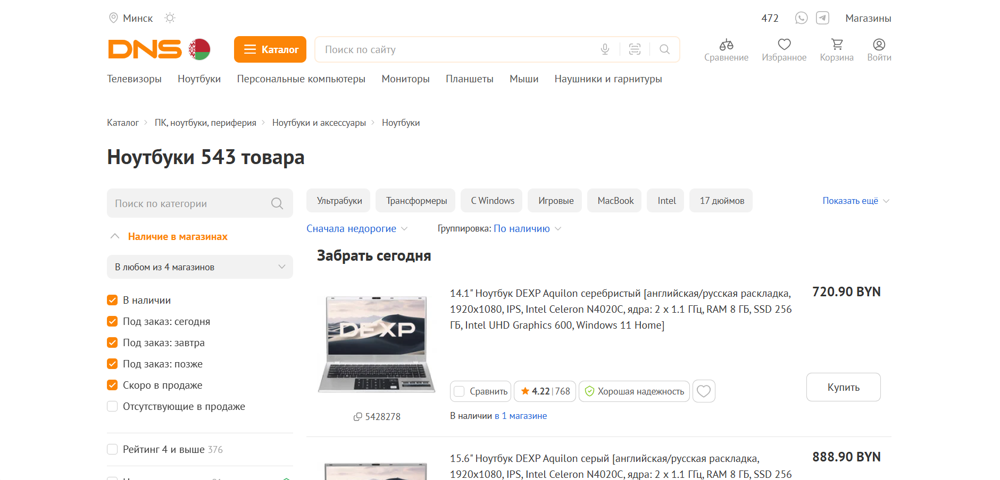 Минск
472
Магазины
DNS
Каталог
Поиск по сайту
Сравнение
Избранное
Корзина
Войти
Телевизоры
Ноутбуки
Персональные компьютеры
Мониторы
Планшеты
Мыши
Наушники и гарнитуры
Каталог
ПК, ноутбуки, периферия
Ноутбуки и аксессуары
Ноутбуки
Ноутбуки 543 товара
Поиск по категории
Наличие в магазинах
В любом из 4 магазинов
В наличии
Под заказ: сегодня
Под заказ: завтра
Под заказ: позже
Скоро в продаже
Отсутствующие в продаже
Рейтинг 4 и выше 376
Ультрабуки
Трансформеры
С Windows
Игровые
MacBook
Intel
17 дюймов
Показать ещё
Сначала недорогие
Группировка: По наличию
Забрать сегодня
DEXP
5428278
14.1" Ноутбук DEXP Aquilon серебристый [английская/русская раскладка,
1920x1080, IPS, Intel Celeron N4020C, ядра: 2 х 1.1 ГГц, RAM 8 ГБ, SSD 256
ГБ, Intel UHD Graphics 600, Windows 11 Home]
720.90 BYN
Сравнить
4.22 | 768
Хорошая надежность
Купить
В наличии в 1 магазине
15.6" Ноутбук DEXP Aquilon серый [английская/русская раскладка,
1920x1080, IPS, Intel Celeron N4020C, ядра: 2 х 1.1 ГГц, RAM 8 ГБ, SSD 256
888.90 BYN